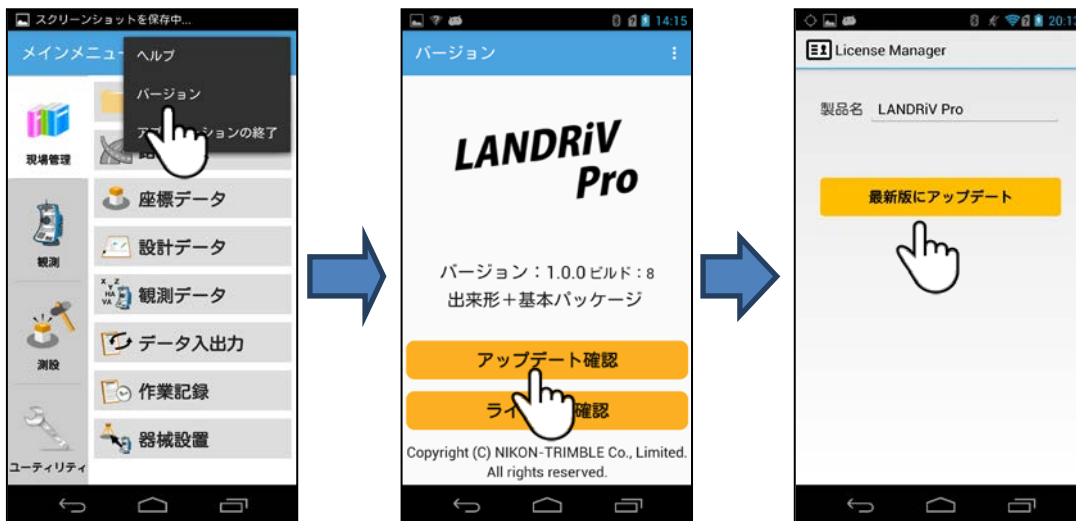 スクリーンショットを保存中...
メインメニュー
ヘルプ
バージョン
現場管理
観測
測設
ユーティリティ
座標データ
設計データ
観測データ
データ入出力
作業記録
器械設置
14:15
バージョン
LANDRiV
Pro
バージョン：1.0.0 ビルド：8
出来形＋基本パッケージ
アップデート確認
確認
Copyright (C) NIKON-TRIMBLE Co., Limited.
All rights reserved.
License Manager
製品名 LANDRiV Pro
最新版にアップデート